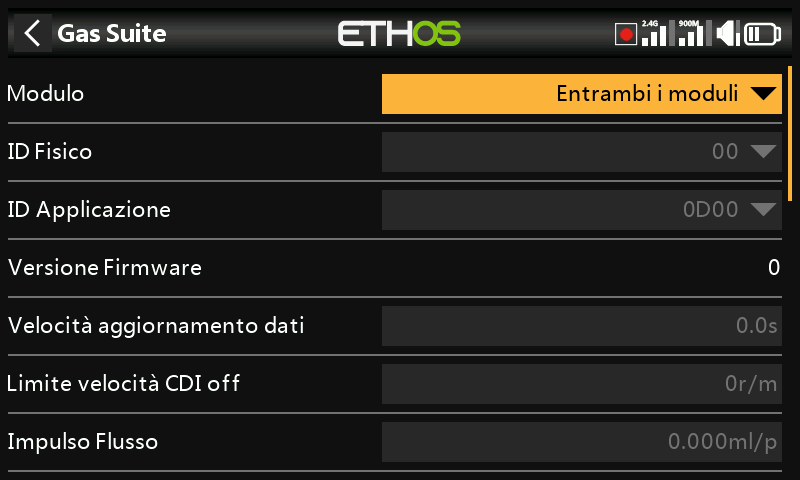 Gas Suite
ETHOS
2.4G
900M
Modulo
Entrambi i moduli
ID Fisico
00
ID Applicazione
0D00
Versione Firmware
0
Velocità aggiornamento dati
0.0s
Limite velocità CDI off
0r/m
Impulso Flusso
0.000ml/p